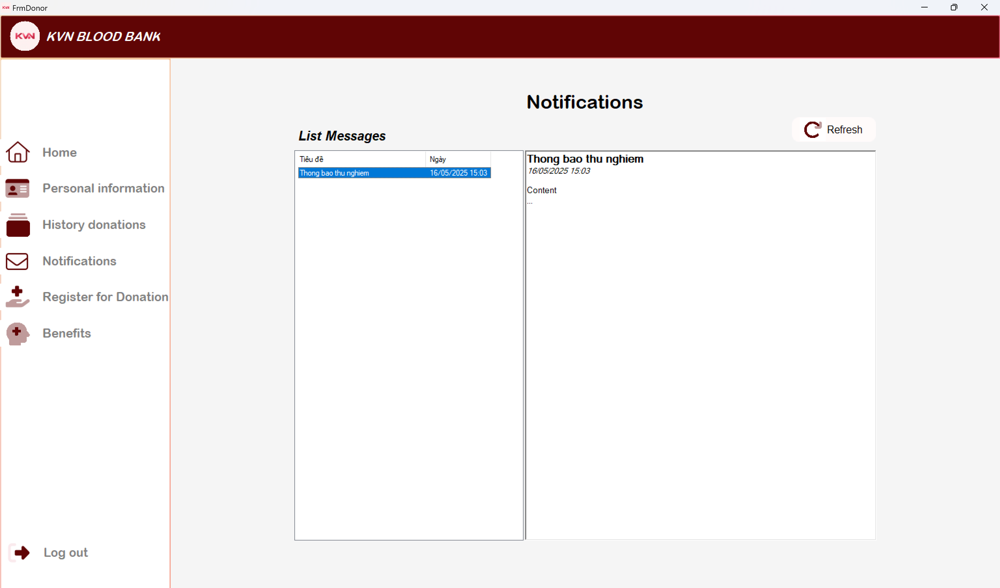 KVN FrmDonor
KVN KVN BLOOD BANK
Home
Personal information
History donations
Notifications
Register for Donation
Benefits
Log out
Notifications
Refresh
List Messages
Tiêu đề Ngày
Thong bao thu nghiem 16/05/2025 15:03
Thong bao thu nghiem
16/05/2025 15:03
Content
...